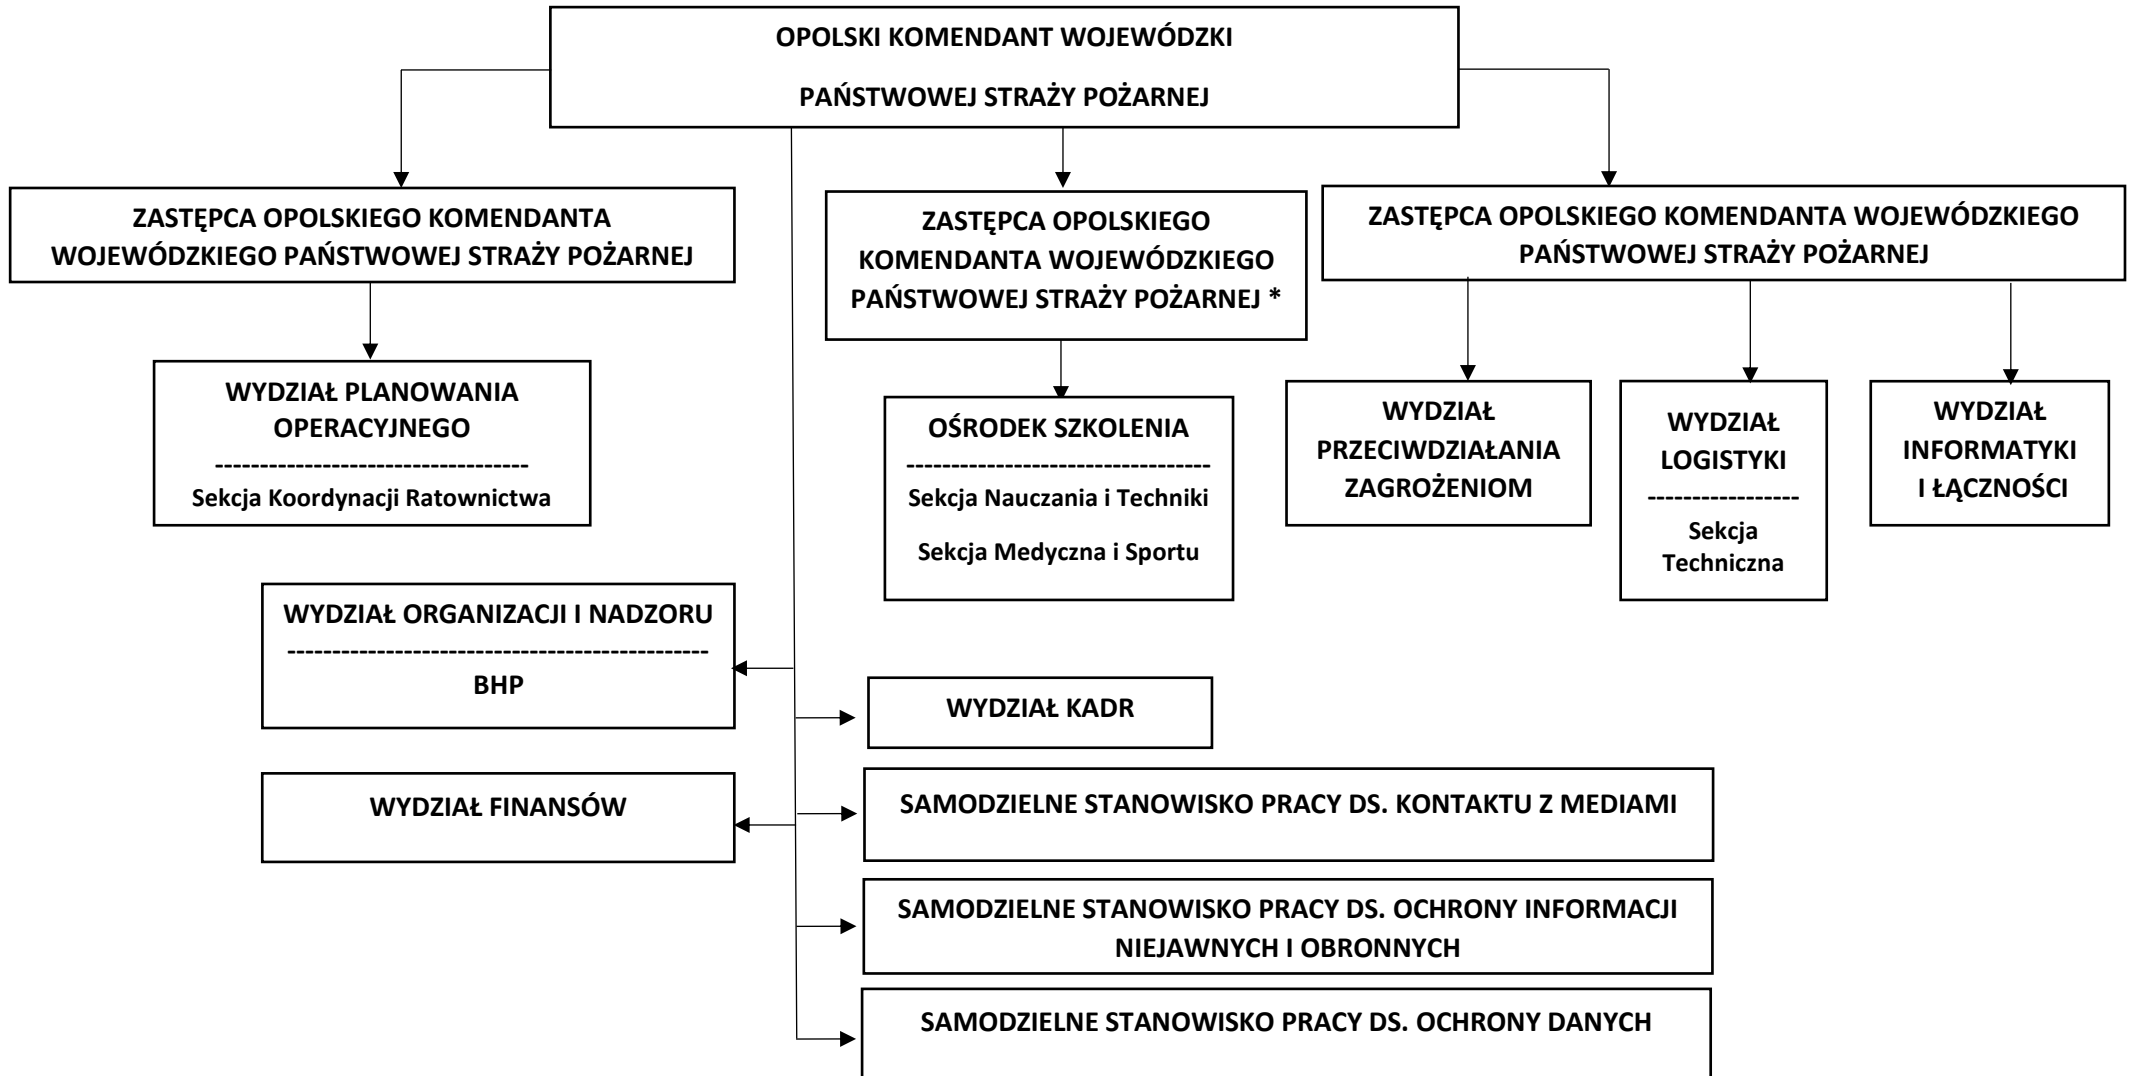 OPOLSKI KOMENDANT WOJEWÓDZKI
PAŃSTWOWEJ STRAŻY POŻARNEJ
ZASTĘPCA OPOLSKIEGO KOMENDANTA
WOJEWÓDZKIEGO PAŃSTWOWEJ STRAŻY POŻARNEJ
ZASTĘPCA OPOLSKIEGO
KOMENDANTA WOJEWÓDZKIEGO
PAŃSTWOWEJ STRAŻY POŻARNEJ *
ZASTĘPCA OPOLSKIEGO KOMENDANTA WOJEWÓDZKIEGO
PAŃSTWOWEJ STRAŻY POŻARNEJ
WYDZIAŁ PLANOWANIA
OPERACYJNEGO
-----------------------------------
Sekcja Koordynacji Ratownictwa
OŚRODEK SZKOLENIA
----------------------------------
Sekcja Nauczania i Techniki
Sekcja Medyczna i Sportu
WYDZIAŁ
PRZECIWDZIAŁANIA
ZAGROŻENIOM
WYDZIAŁ
LOGISTYKI
-----------------
Sekcja
Techniczna
WYDZIAŁ
INFORMATYKI
I ŁĄCZNOŚCI
WYDZIAŁ ORGANIZACJI I NADZORU
-----------------------------------------------
BHP
WYDZIAŁ KADR
WYDZIAŁ FINANSÓW
SAMODZIELNE STANOWISKO PRACY DS. KONTAKTU Z MEDIAMI
SAMODZIELNE STANOWISKO PRACY DS. OCHRONY INFORMACJI
NIEJAWNYCH I OBRONNYCH
SAMODZIELNE STANOWISKO PRACY DS. OCHRONY DANYCH